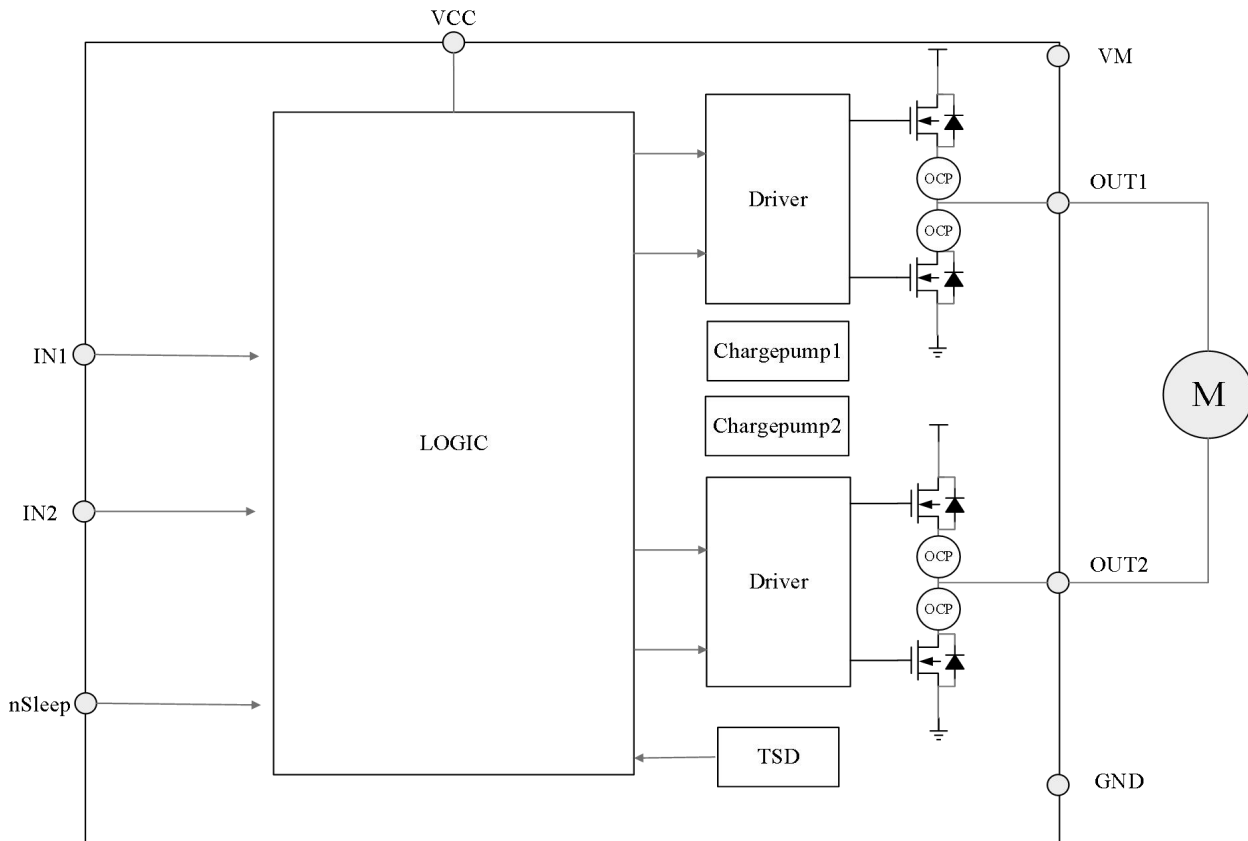 VCC
VM
OCP
OUT1
Driver
OCP
Chargepump1
IN1
M
Chargepump2
LOGIC
IN2
OCP
OUT2
Driver
OCP
nSleep
TSD
GND